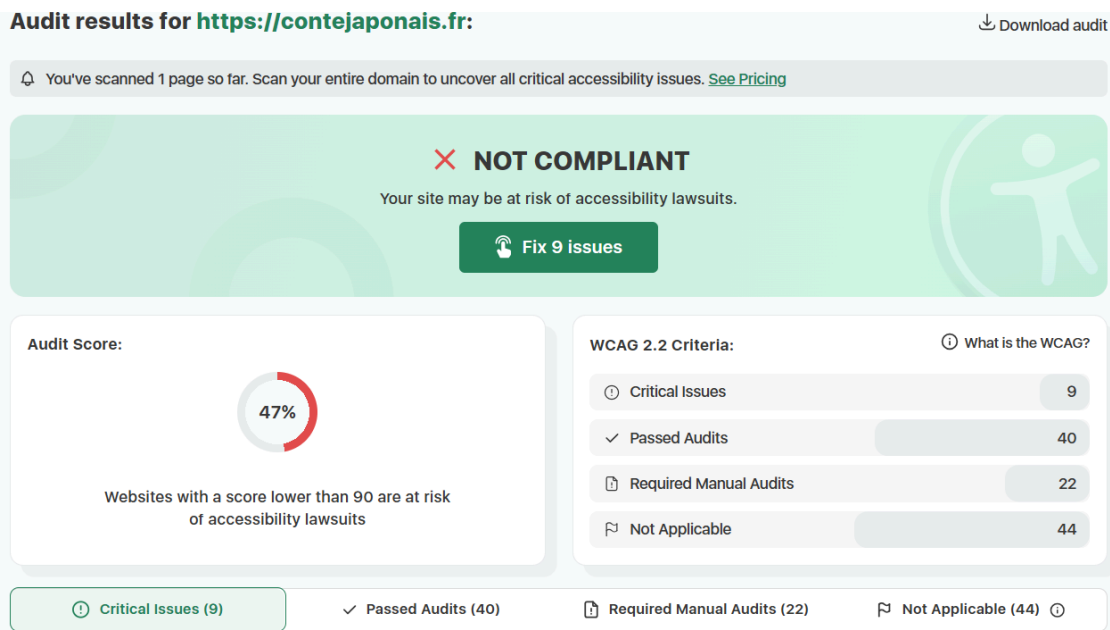 Audit results for https://contejaponais.fr:
Download audit
You've scanned 1 page so far. Scan your entire domain to uncover all critical accessibility issues. See Pricing
NOT COMPLIANT
Your site may be at risk of accessibility lawsuits.
Fix 9 issues
Audit Score:
47%
Websites with a score lower than 90 are at risk
of accessibility lawsuits
WCAG 2.2 Criteria:
What is the WCAG?
Critical Issues 9
Passed Audits 40
Required Manual Audits 22
Not Applicable 44
Critical Issues (9)
Passed Audits (40)
Required Manual Audits (22)
Not Applicable (44)